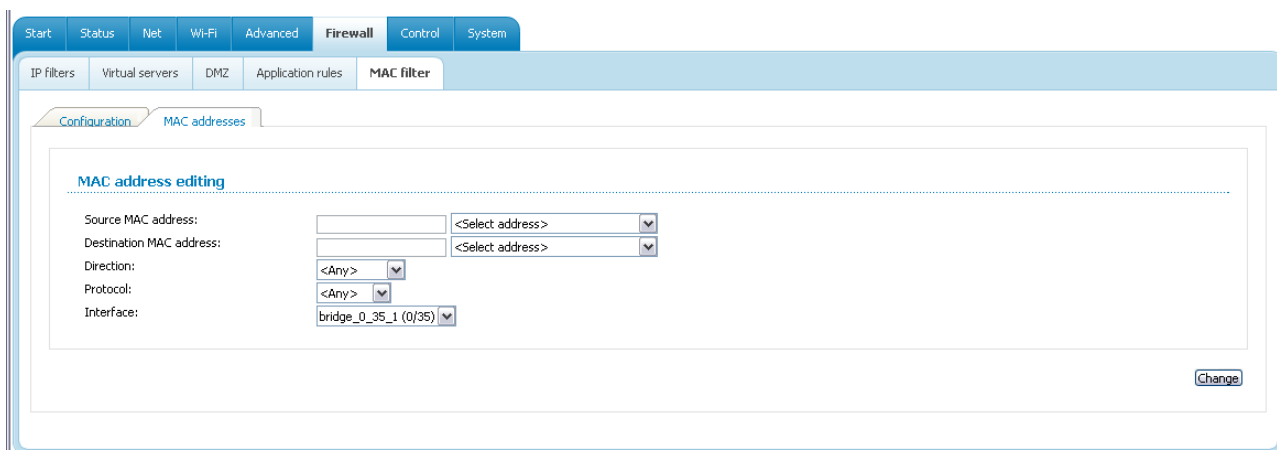 Start Status Net Wi-Fi Advanced Firewall Control System
IP filters Virtual servers DMZ Application rules MAC filter
Configuration MAC addresses
MAC address editing
Source MAC address: <Select address>
Destination MAC address: <Select address>
Direction: <Any>
Protocol: <Any>
Interface: bridge_0_35_1 (0/35)
Change